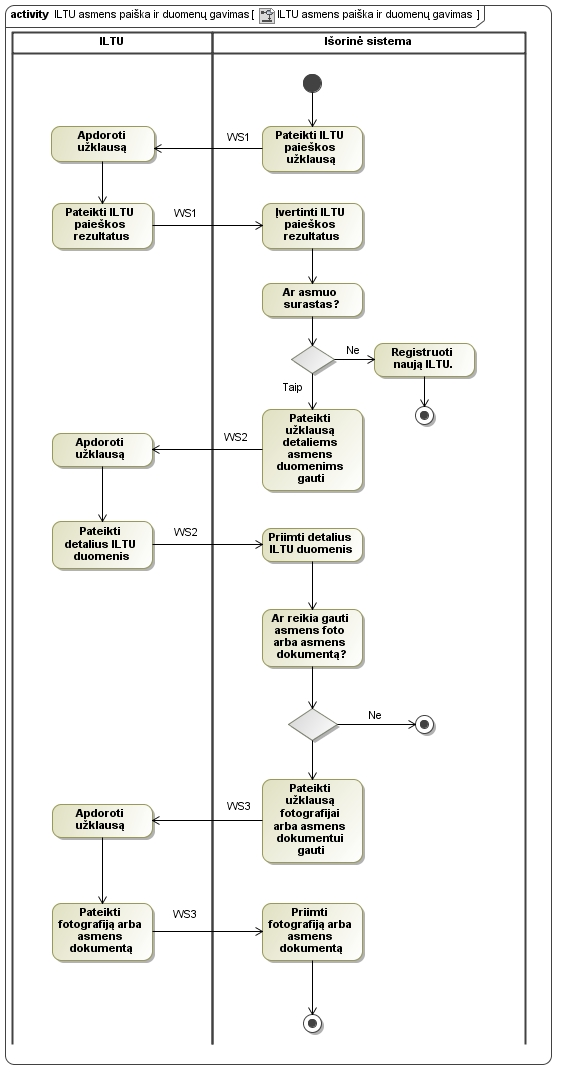 activity ILTU asmens paiška ir duomenų gavimas [ ILTU asmens paiška ir duomenų gavimas ]
ILTU
Išorinė sistema
Pateikti ILTU
paieškos
užklausą
WS1
Apdoroti
užklausą
Pateikti ILTU
paieškos
rezultatus
WS1
Įvertinti ILTU
paieškos
rezultatus
Ar asmuo
surastas?
Ne
Registruoti
naują ILTU.
Taip
Pateikti
užklausą
detaliems
asmens
duomenims
gauti
WS2
Apdoroti
užklausą
Pateikti
detalius ILTU
duomenis
WS2
Priimti detalius
ILTU duomenis
Ar reikia gauti
asmens foto
arba asmens
dokumentą?
Ne
Pateikti
užklausą
fotografijai
arba asmens
dokumentui
gauti
WS3
Apdoroti
užklausą
Pateikti
fotografiją arba
asmens
dokumentą
WS3
Priimti
fotografiją arba
asmens
dokumentą